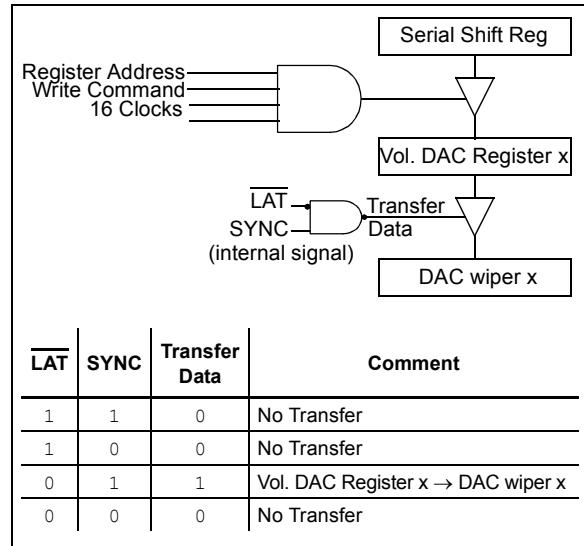 Serial Shift Reg
Register Address
Write Command
16 Clocks
Vol. DAC Register x
LAT
SYNC
(internal signal)
Transfer
Data
DAC wiper x
LAT SYNC Transfer Data Comment
1 1 0 No Transfer
1 0 0 No Transfer
0 1 1 Vol. DAC Register x → DAC wiper x
0 0 0 No Transfer